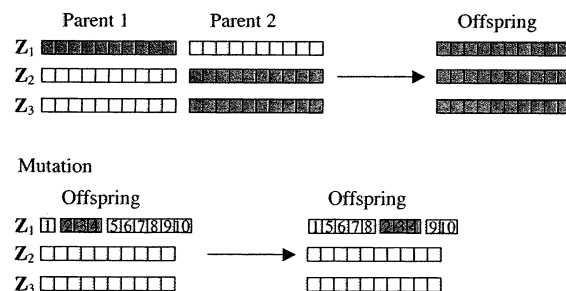 Parent 1 Parent 2 Offspring
Z1
Z2
Z3
Mutation
Offspring Offspring
Z1 1 2 3 4 5 6 7 8 9 10 1 5 6 7 8 2 3 4 9 10
Z2
Z3